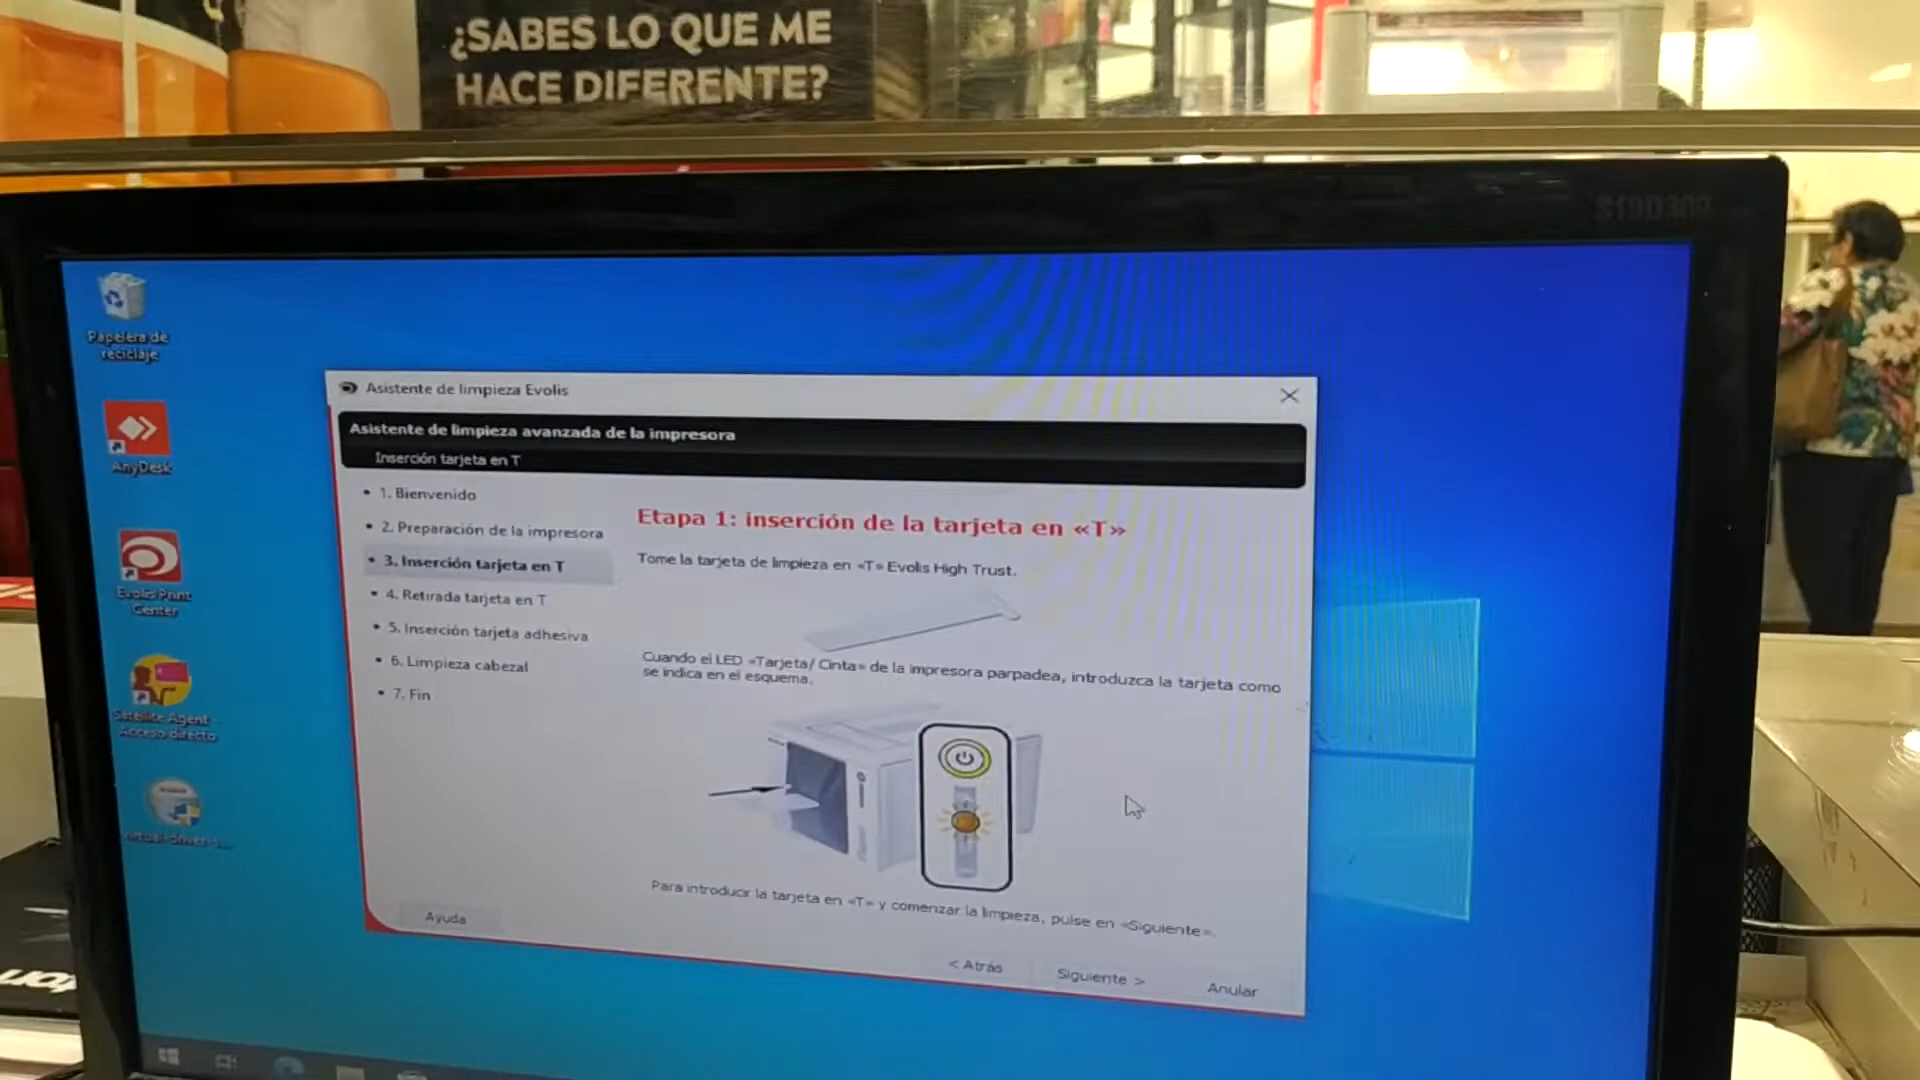 ¿SABES LO QUE ME
HACE DIFERENTE?
S19D300
Papelera de
reciclaje
AnyDesk
Evolis Print
Center
Satellite Agent -
Acceso directo
Asistente de limpieza Evolis
Asistente de limpieza avanzada de la impresora
Inserción tarjeta en T
• 1. Bienvenido
• 2. Preparación de la impresora
• 3. Inserción tarjeta en T
• 4. Retirada tarjeta en T
• 5. Inserción tarjeta adhesiva
• 6. Limpieza cabezal
• 7. Fin
Etapa 1: inserción de la tarjeta en «T»
Tome la tarjeta de limpieza en «T» Evolis High Trust.
Cuando el LED «Tarjeta/ Cinta» de la impresora parpadea, introduzca la tarjeta como
se indica en el esquema.
Para introducir la tarjeta en «T» y comenzar la limpieza, pulse en «Siguiente».
Ayuda
< Atrás
Siguiente >
Anular